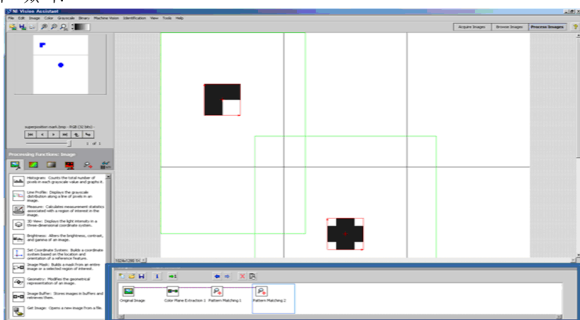 NI Vision Assistant
File Edit Image Color Grayscale Binary Machine Vision Identification View Tools Help
Acquire Images Browse Images Process Images
1 of 1
Processing Functions: Image
Histogram: Counts the total number of
pixels in each grayscale value and graphs it.
Line Profile: Displays the grayscale
distribution along a line of pixels in an
image.
Measure: Calculates measurement statistics
associated with a region of interest in the
image.
3D View: Displays the light intensity in a
three-dimensional coordinate system.
Brightness: Alters the brightness, contrast,
and gamma of an image.
Set Coordinate System: Builds a coordinate
system based on the location and
orientation of a reference feature.
Image Mask: Builds a mask from an entire
image or a selected region of interest.
Geometry: Modifies the geometrical
representation of an image.
Image Buffer: Stores images in buffers and
retrieves them.
Get Image: Opens a new image from a file.
Original Image Color Plane Extraction 1 Pattern Matching 1 Pattern Matching 2